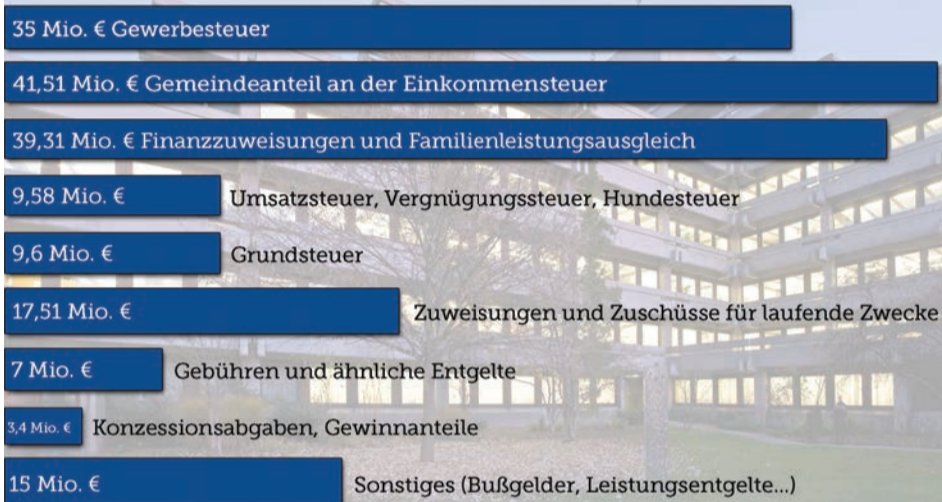 35 Mio. € Gewerbesteuer
41,51 Mio. € Gemeindeanteil an der Einkommensteuer
39,31 Mio. € Finanzzuweisungen und Familienleistungsausgleich
9,58 Mio. € Umsatzsteuer, Vergnügungssteuer, Hundesteuer
9,6 Mio. € Grundsteuer
17,51 Mio. € Zuweisungen und Zuschüsse für laufende Zwecke
7 Mio. € Gebühren und ähnliche Entgelte
3,4 Mio. € Konzessionsabgaben, Gewinnanteile
15 Mio. € Sonstiges (Bußgelder, Leistungsentgelte...)